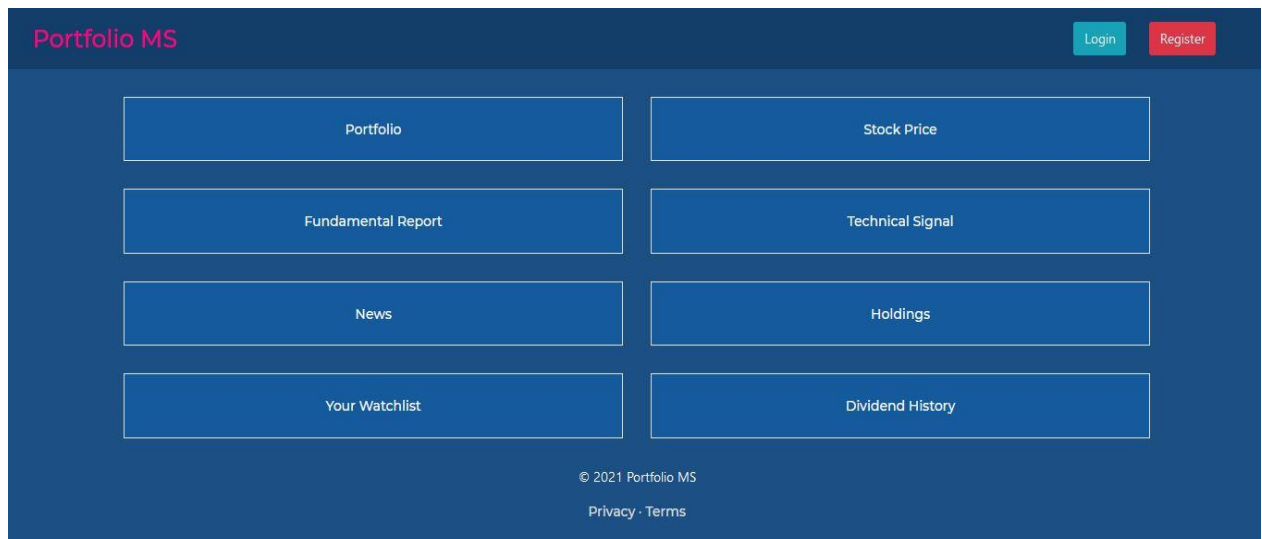 Portfolio MS
Login
Register
Portfolio
Stock Price
Fundamental Report
Technical Signal
News
Holdings
Your Watchlist
Dividend History
© 2021 Portfolio MS
Privacy · Terms